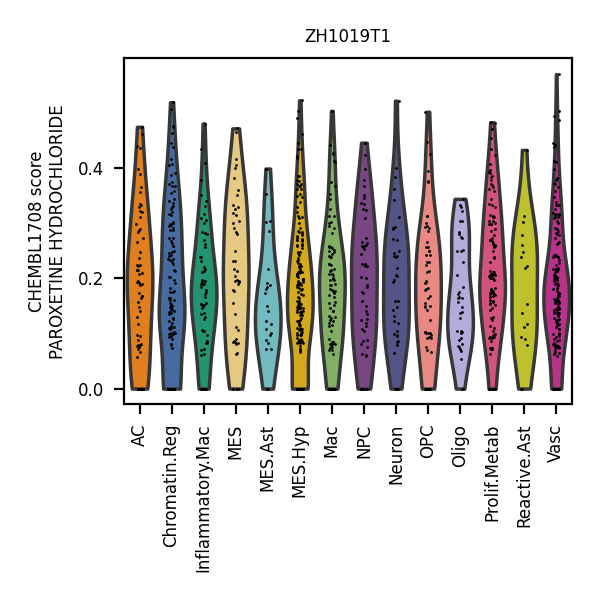 ZH1019T1
CHEMBL1708 score
PAROXETINE HYDROCHLORIDE
0.4
0.2
0.0
AC
Chromatin.Reg
Inflammatory.Mac
MES
MES.Ast
MES.Hyp
Mac
NPC
Neuron
OPC
Oligo
Prolif.Metab
Reactive.Ast
Vasc